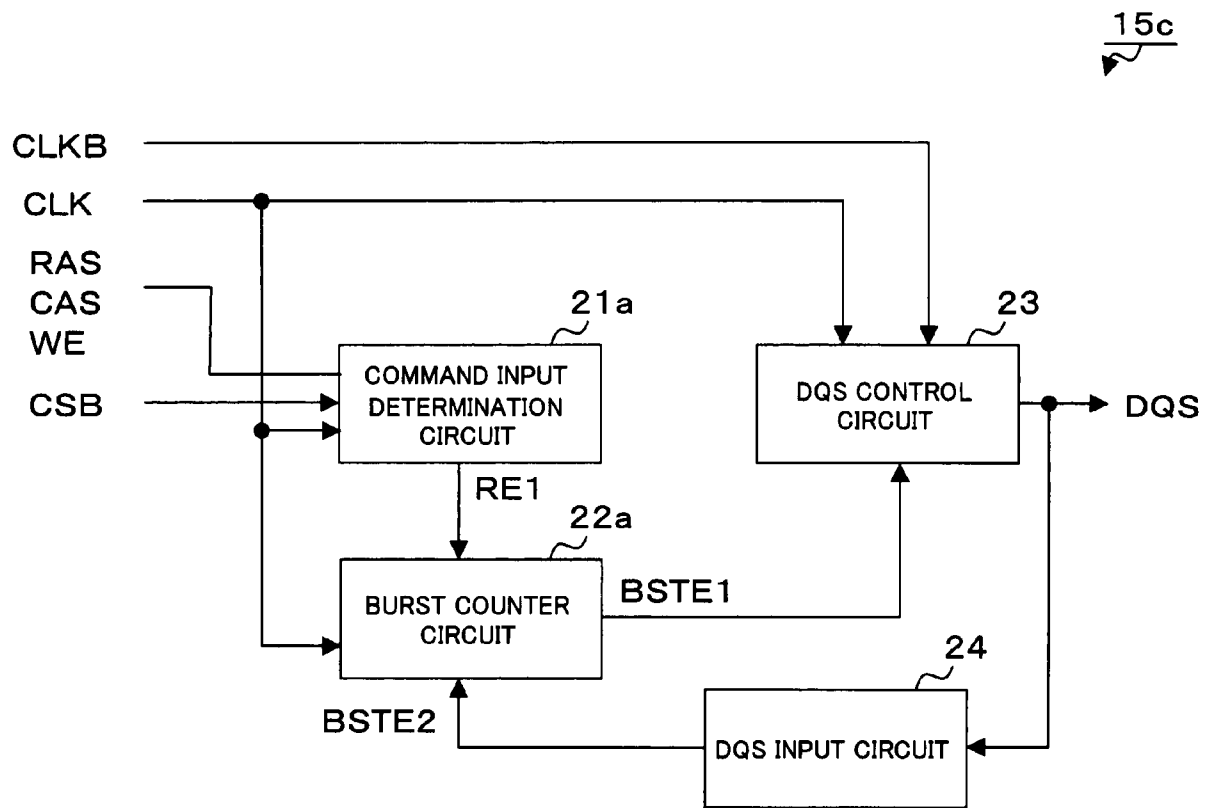 15c
CLKB
CLK
RAS
CAS
WE
CSB
21a
COMMAND INPUT
DETERMINATION
CIRCUIT
23
DQS CONTROL
CIRCUIT
DQS
RE1
22a
BURST COUNTER
CIRCUIT
BSTE1
24
BSTE2
DQS INPUT CIRCUIT